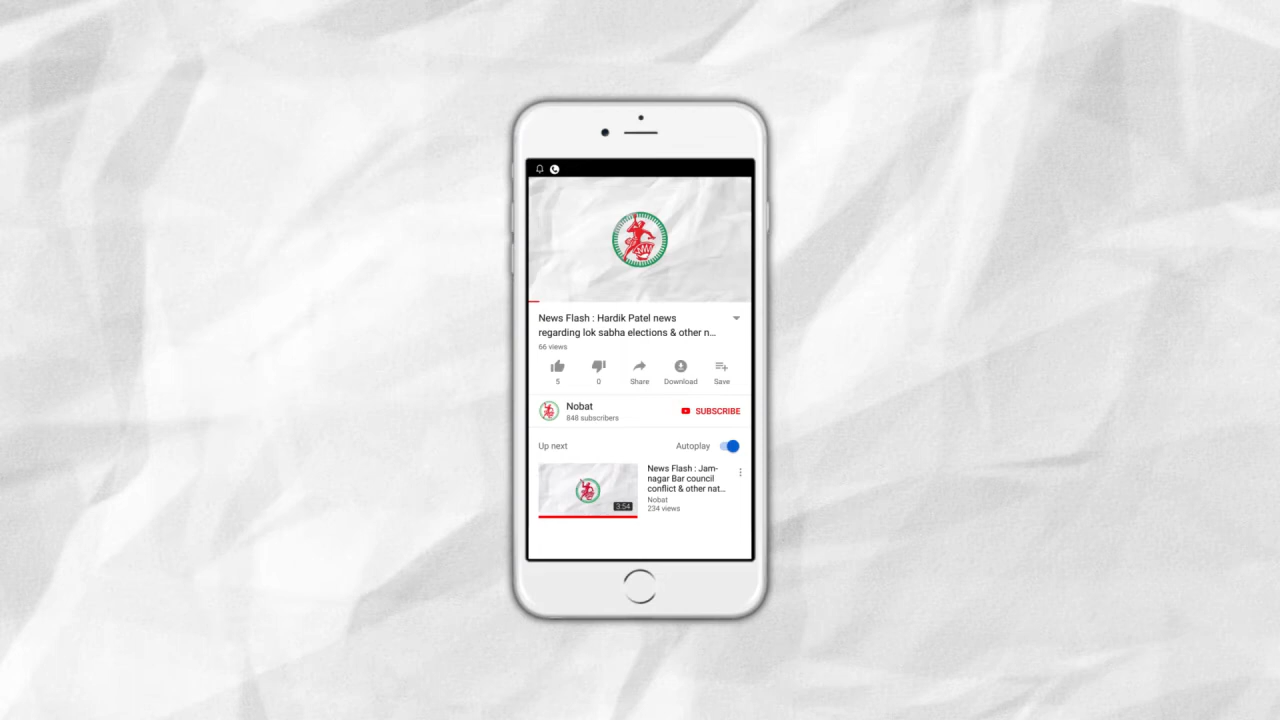 News Flash : Hardik Patel news
regarding lok sabha elections & other n...
66 views
5
0
Share
Download
Save
Nobat
848 subscribers
SUBSCRIBE
Up next
Autoplay
News Flash : Jam-
nagar Bar council
conflict & other nat...
Nobat
234 views
3:54